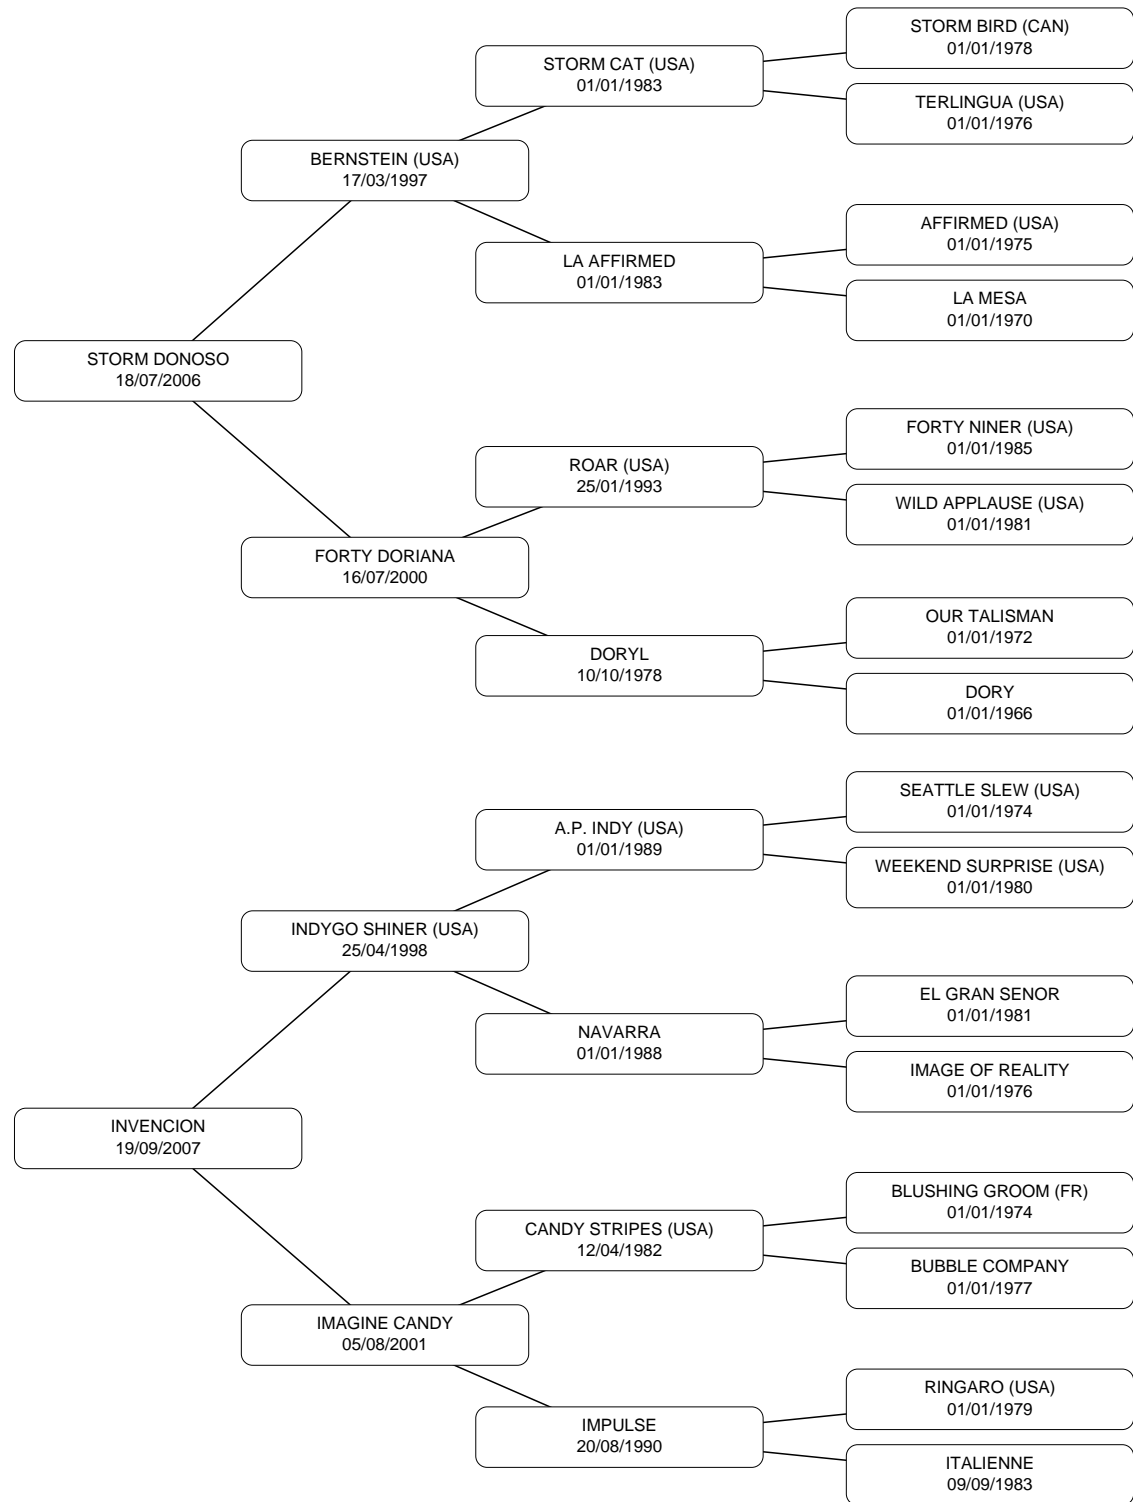 STORM BIRD (CAN)
01/01/1978
STORM CAT (USA)
01/01/1983
TERLINGUA (USA)
01/01/1976
BERNSTEIN (USA)
17/03/1997
AFFIRMED (USA)
01/01/1975
LA AFFIRMED
01/01/1983
LA MESA
01/01/1970
STORM DONOSO
18/07/2006
FORTY NINER (USA)
01/01/1985
ROAR (USA)
25/01/1993
WILD APPLAUSE (USA)
01/01/1981
FORTY DORIANA
16/07/2000
OUR TALISMAN
01/01/1972
DORYL
10/10/1978
DORY
01/01/1966
SEATTLE SLEW (USA)
01/01/1974
A.P. INDY (USA)
01/01/1989
WEEKEND SURPRISE (USA)
01/01/1980
INDYGO SHINER (USA)
25/04/1998
EL GRAN SENOR
01/01/1981
NAVARRA
01/01/1988
IMAGE OF REALITY
01/01/1976
INVENCION
19/09/2007
BLUSHING GROOM (FR)
01/01/1974
CANDY STRIPES (USA)
12/04/1982
BUBBLE COMPANY
01/01/1977
IMAGINE CANDY
05/08/2001
RINGARO (USA)
01/01/1979
IMPULSE
20/08/1990
ITALIENNE
09/09/1983